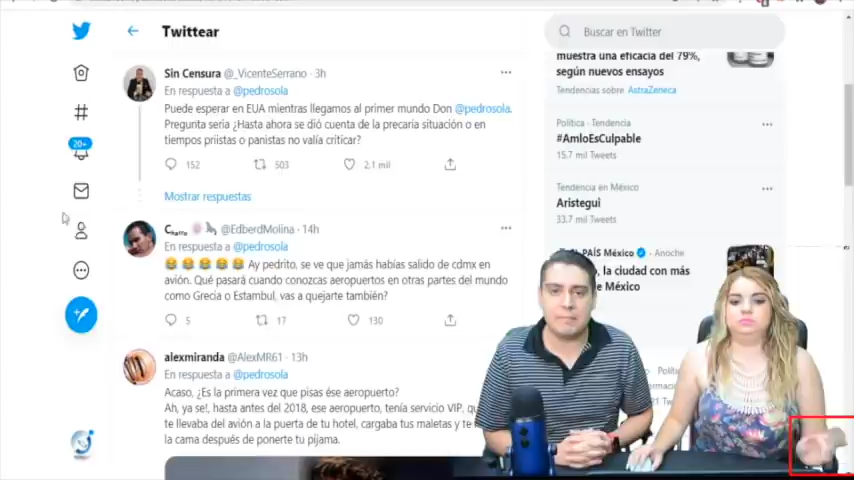 Twittear
Sin Censura @_VicenteSerrano · 3h
En respuesta a @pedrosola
Puede esperar en EUA mientras llegamos al primer mundo Don @pedrosola.
Pregunta seria ¿Hasta ahora se dió cuenta de la precaria situación o en
tiempos priistas o panistas no valía criticar?
152 503 2,1 mil
Mostrar respuestas
20+
@EdberdMolina · 14h
En respuesta a @pedrosola
😂😂😂😂😂 Ay pedrito, se ve que jamás habías salido de cdmx en
avión. Qué pasará cuando conozcas aeropuertos en otras partes del mundo
como Grecia o Estambul, vas a quejarte también?
5 17 130
alexmiranda @AlexMR61 · 13h
En respuesta a @pedrosola
Acaso, ¿Es la primera vez que pisas ése aeropuerto?
Ah, ya se!, hasta antes del 2018, ese aeropuerto, tenía servicio VIP,
te llevaba del avión a la puerta de tu hotel, cargaba tus maletas y te
la cama después de ponerte tu pijama.
Buscar en Twitter
muestra una eficacia del 79%,
según nuevos ensayos
Tendencias sobre AstraZeneca
Política · Tendencia
#AmloEsCulpable
15.7 mil Tweets
Tendencia en México
Aristegui
33.7 mil Tweets
PAÍS México · Anoche
, la ciudad con más
de México